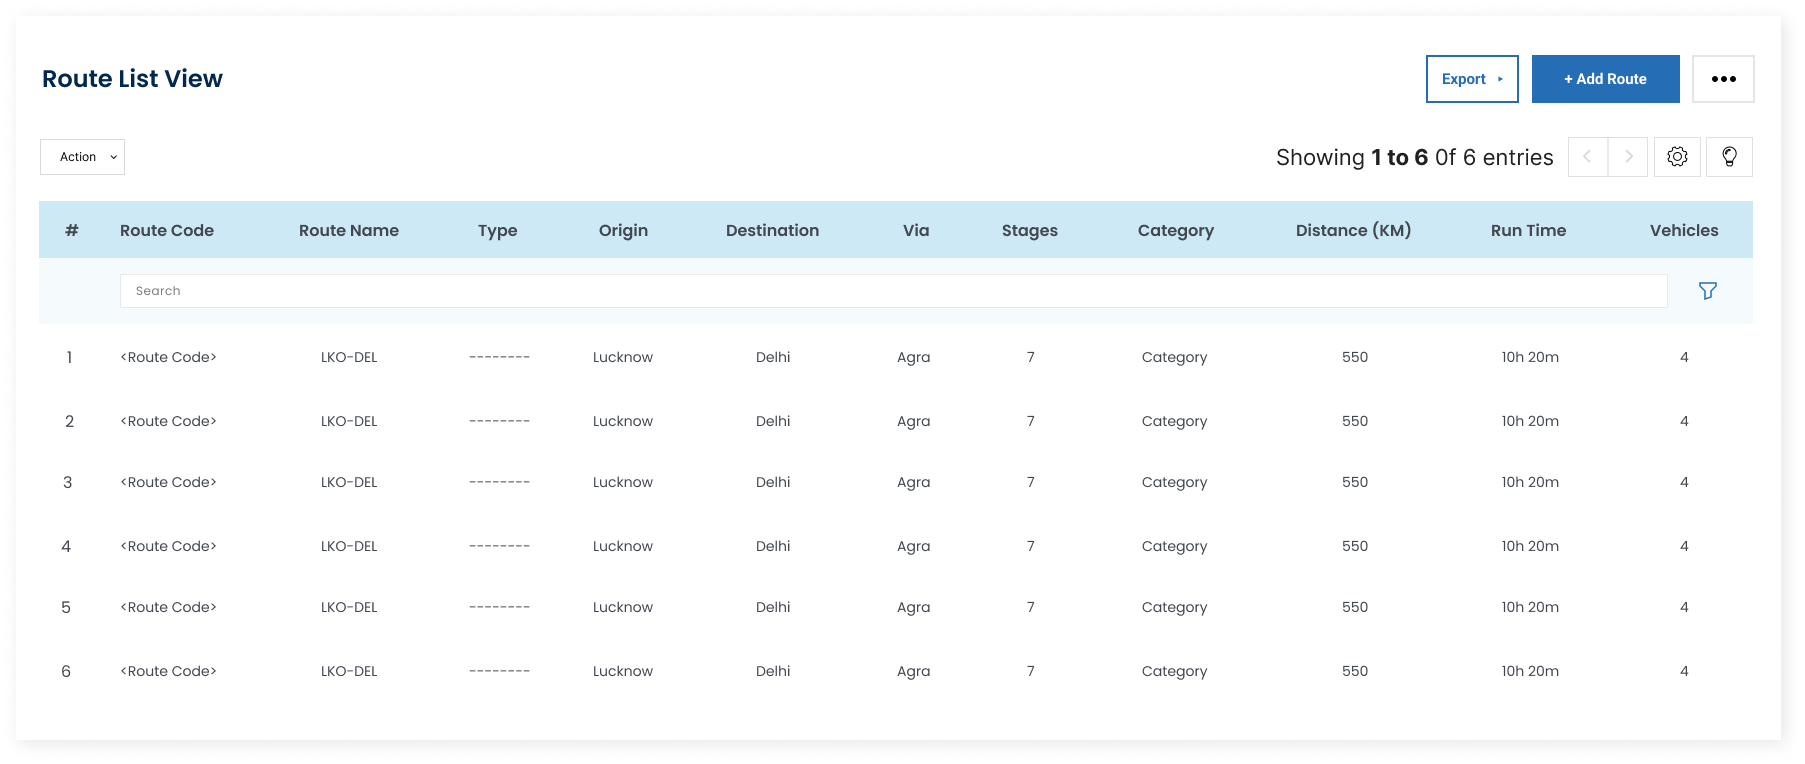 Route List View
Export
+ Add Route
Action
Showing 1 to 6 0f 6 entries
# Route Code Route Name Type Origin Destination Via Stages Category Distance (KM) Run Time Vehicles
Search
1 <Route Code> LKO-DEL -------- Lucknow Delhi Agra 7 Category 550 10h 20m 4
2 <Route Code> LKO-DEL -------- Lucknow Delhi Agra 7 Category 550 10h 20m 4
3 <Route Code> LKO-DEL -------- Lucknow Delhi Agra 7 Category 550 10h 20m 4
4 <Route Code> LKO-DEL -------- Lucknow Delhi Agra 7 Category 550 10h 20m 4
5 <Route Code> LKO-DEL -------- Lucknow Delhi Agra 7 Category 550 10h 20m 4
6 <Route Code> LKO-DEL -------- Lucknow Delhi Agra 7 Category 550 10h 20m 4